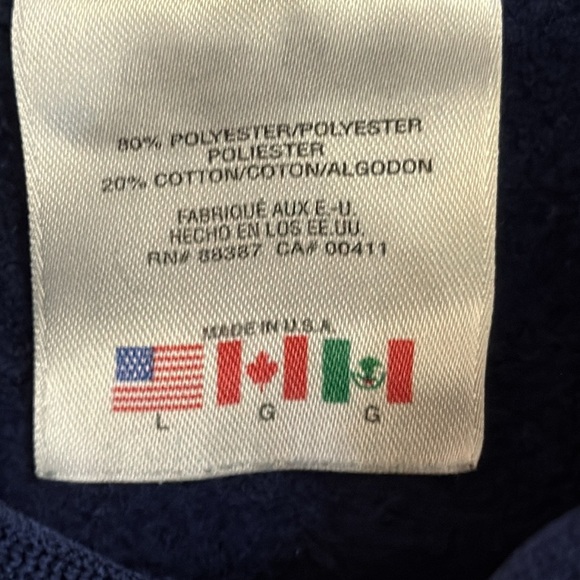 80% POLYESTER/POLYESTER
POLIESTER
20% COTTON/COTON/ALGODON
FABRIQUÉ AUX E.-U.
HECHO EN LOS EE.UU.
RN# 88387 CA# 00411
MADE IN U.S.A.
L G G